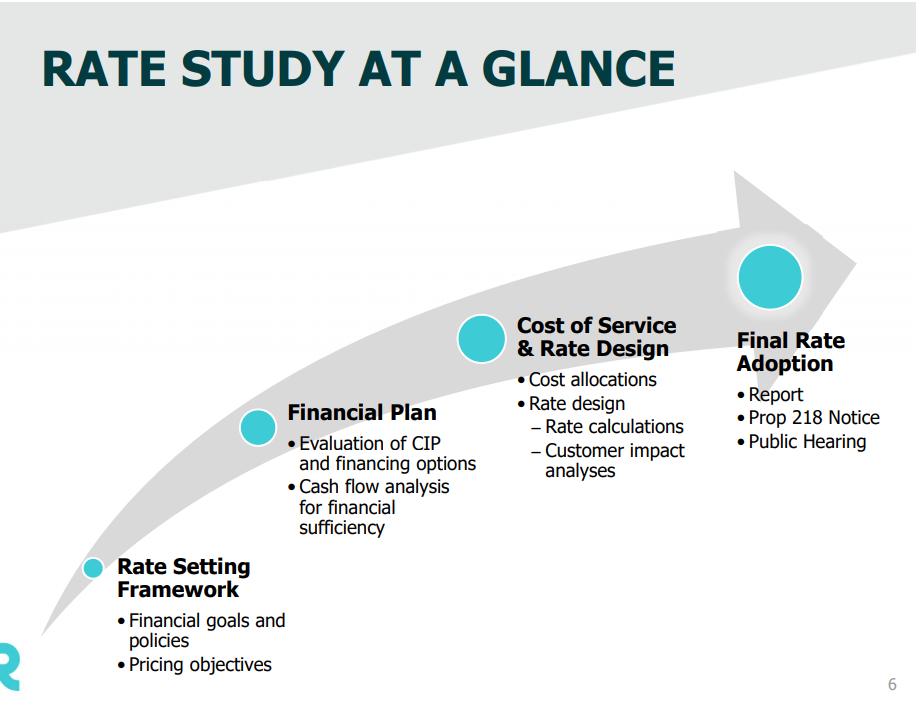 RATE STUDY AT A GLANCE
Rate Setting
Framework
• Financial goals and
policies
• Pricing objectives
Financial Plan
• Evaluation of CIP
and financing options
• Cash flow analysis
for financial
sufficiency
Cost of Service
& Rate Design
• Cost allocations
• Rate design
– Rate calculations
– Customer impact
analyses
Final Rate
Adoption
• Report
• Prop 218 Notice
• Public Hearing
R
6